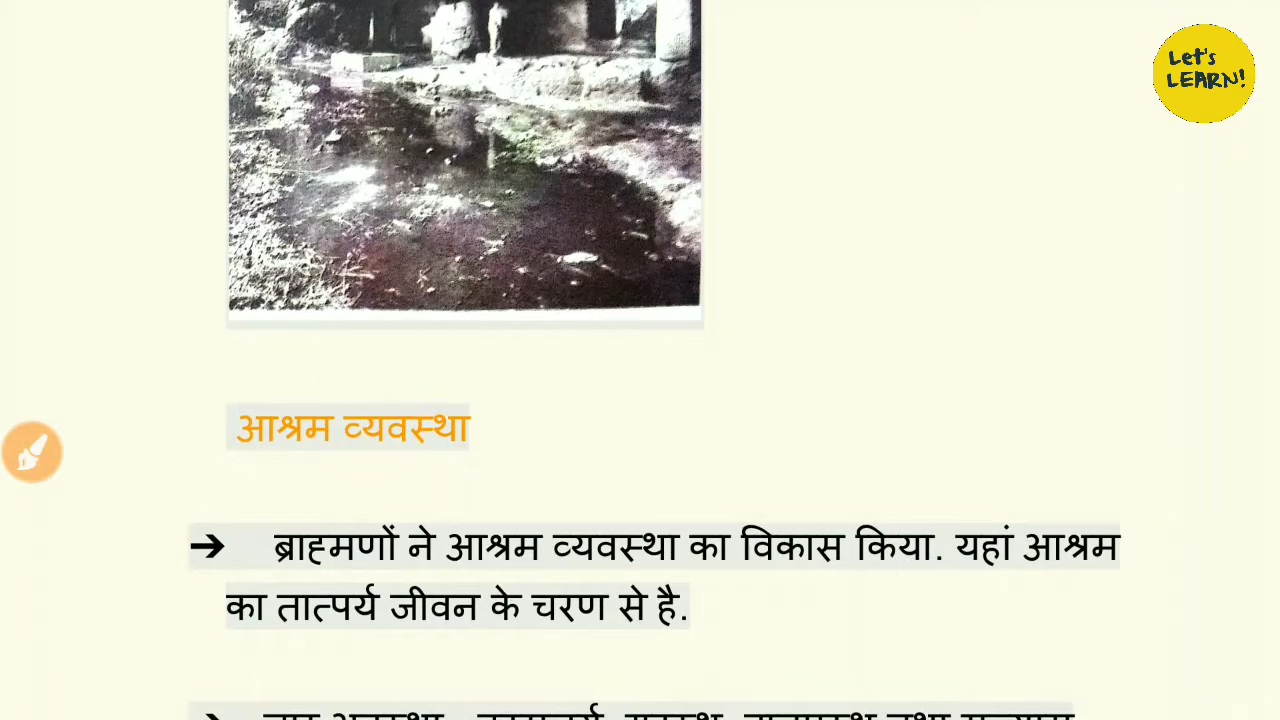 Let's
LEARN!
आश्रम व्यवस्था
➔ ब्राह्मणों ने आश्रम व्यवस्था का विकास किया. यहां आश्रम
का तात्पर्य जीवन के चरण से है.